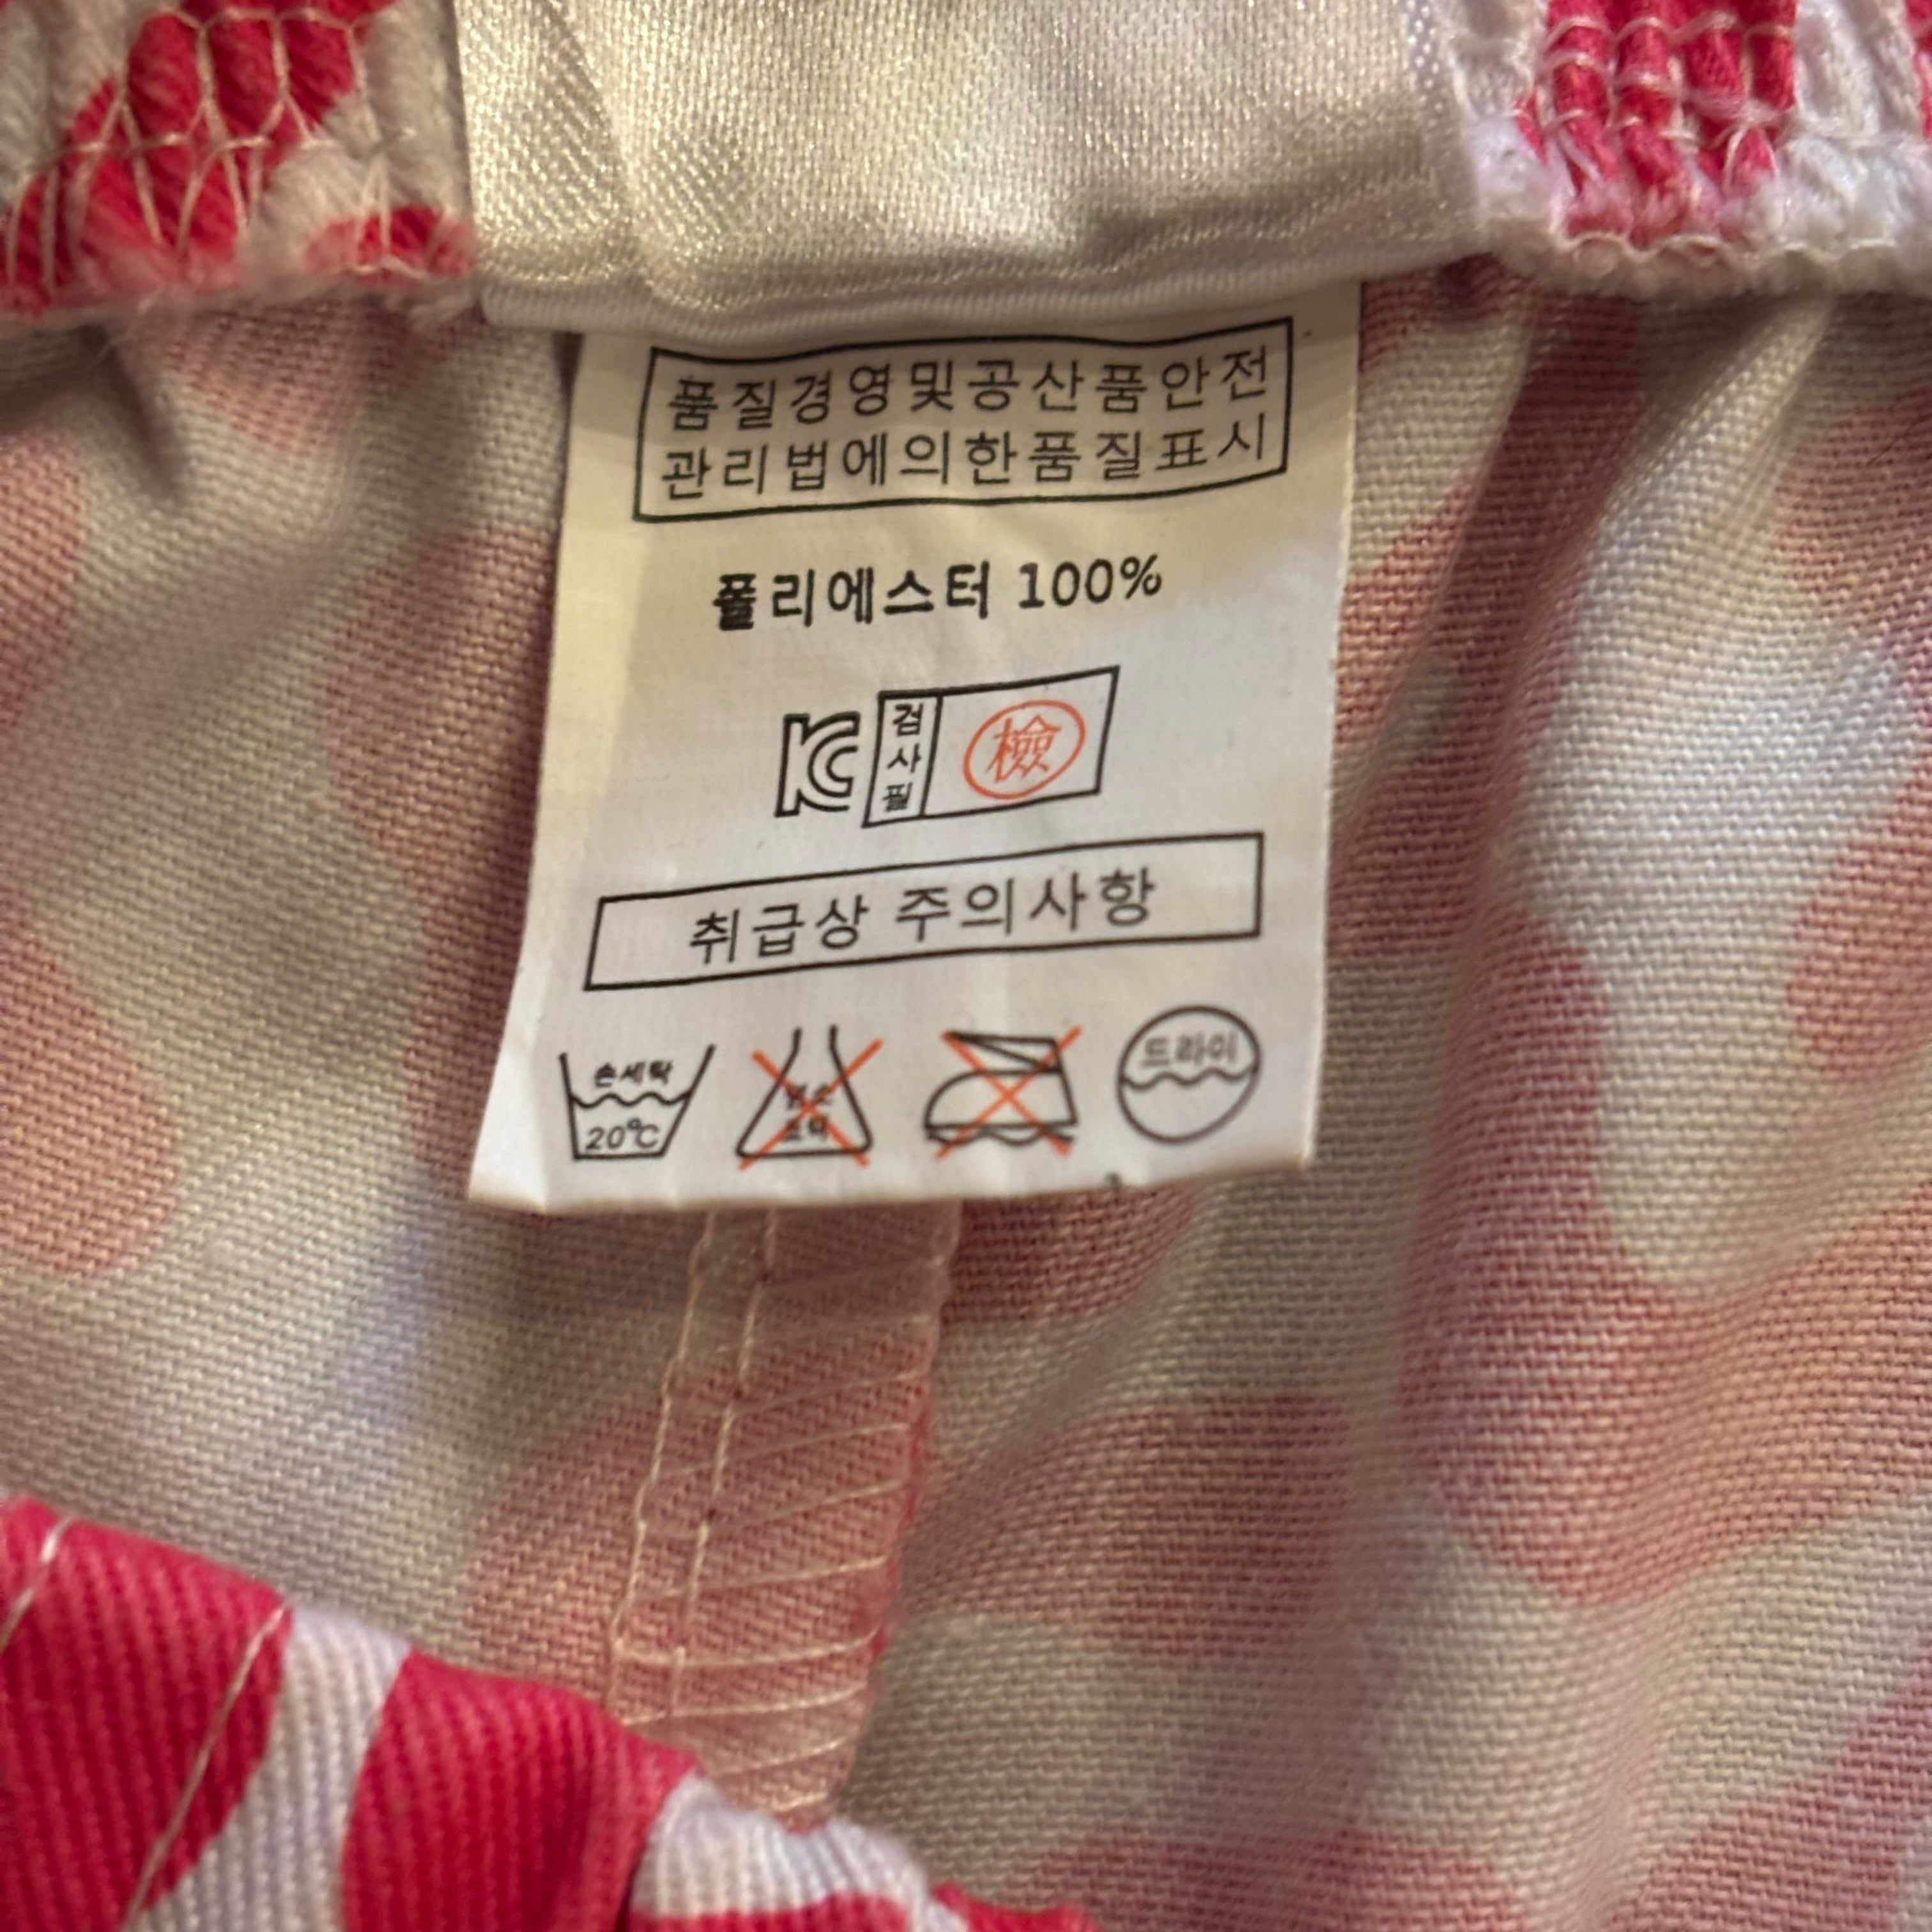 품질경영및공산품안전
관리법에의한품질표시
폴리에스터 100%
KC 검사필 檢
취급상 주의사항
손세탁
20℃
드라이